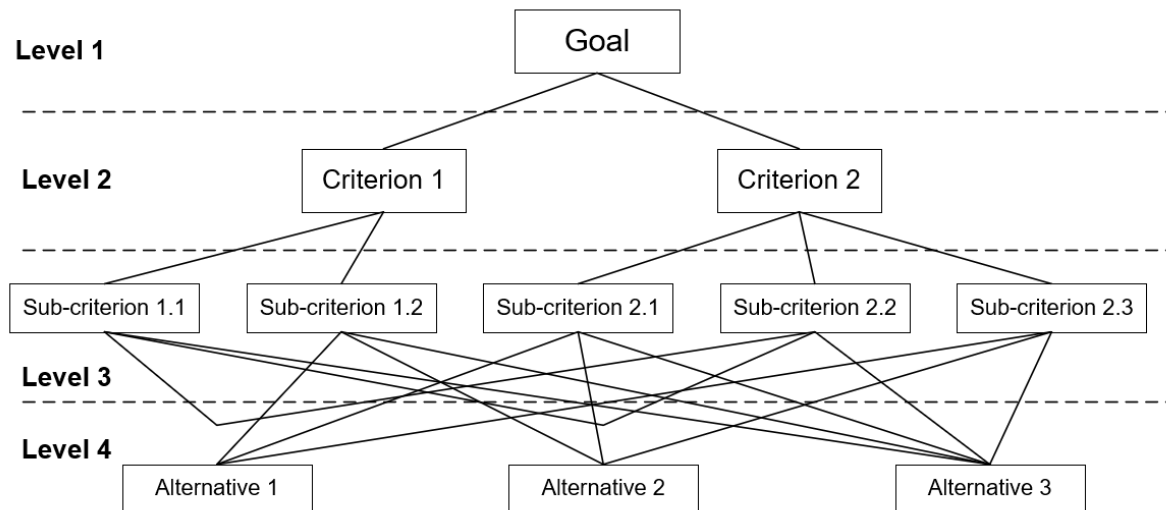 Level 1
Goal
Level 2
Criterion 1
Criterion 2
Sub-criterion 1.1
Sub-criterion 1.2
Sub-criterion 2.1
Sub-criterion 2.2
Sub-criterion 2.3
Level 3
Level 4
Alternative 1
Alternative 2
Alternative 3